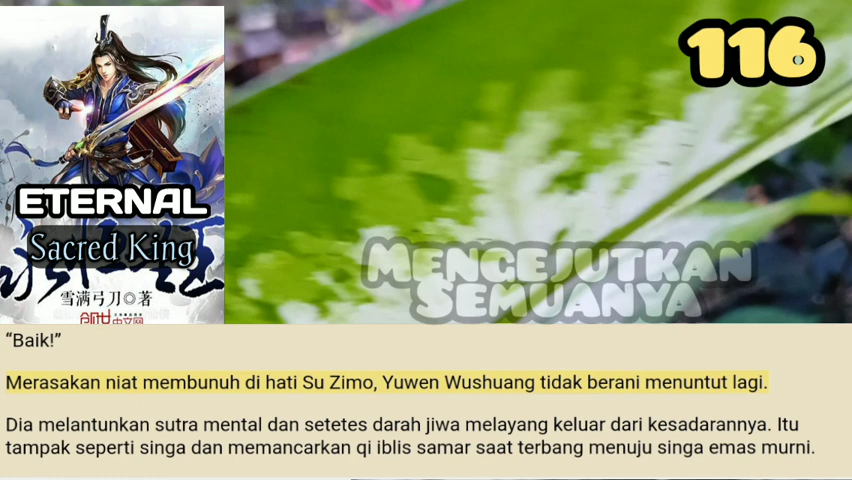 116
ETERNAL
Sacred King
雪满弓刀◎著
MENGEJUTKAN
SEMUANYA
“Baik!”
Merasakan niat membunuh di hati Su Zimo, Yuwen Wushuang tidak berani menuntut lagi.
Dia melantunkan sutra mental dan setetes darah jiwa melayang keluar dari kesadarannya. Itu
tampak seperti singa dan memancarkan qi iblis samar saat terbang menuju singa emas murni.